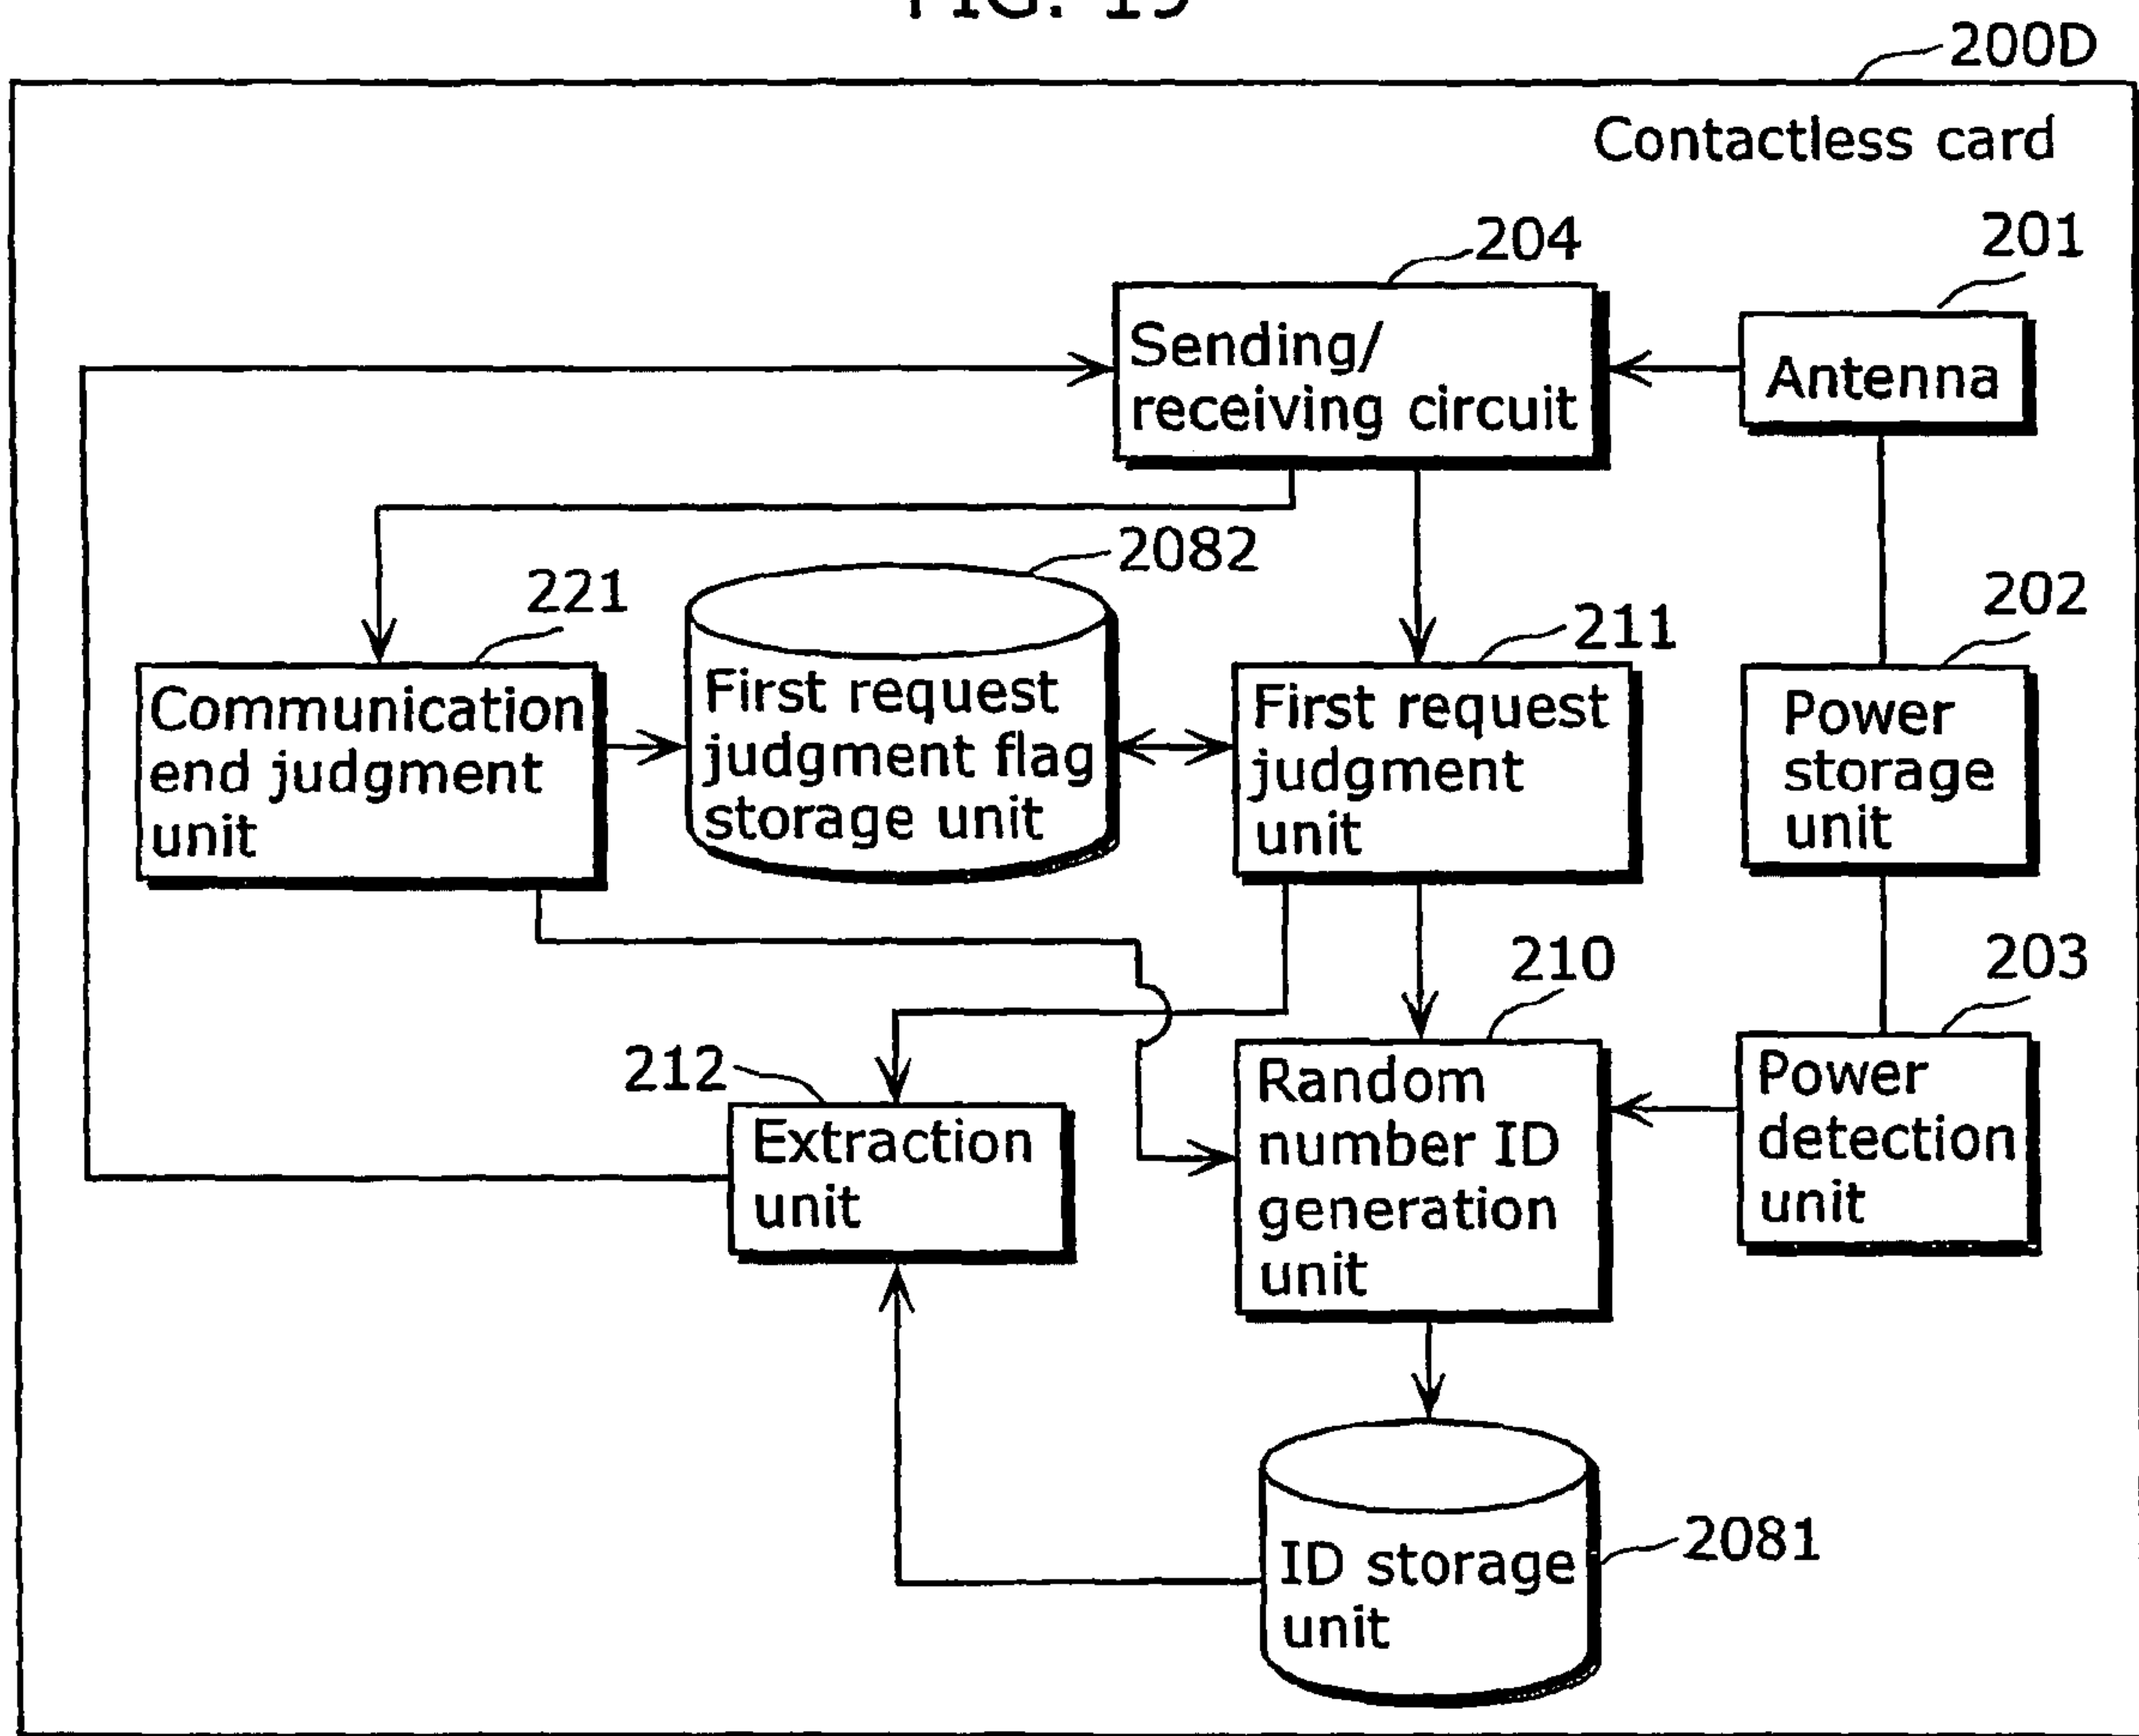 FIG. 19
200D
Contactless card
204
201
Sending/
receiving circuit
Antenna
2082
221
211
202
Communication
end judgment
unit
First request
judgment flag
storage unit
First request
judgment
unit
Power
storage
unit
210
203
212
Extraction
unit
Random
number ID
generation
unit
Power
detection
unit
2081
ID storage
unit